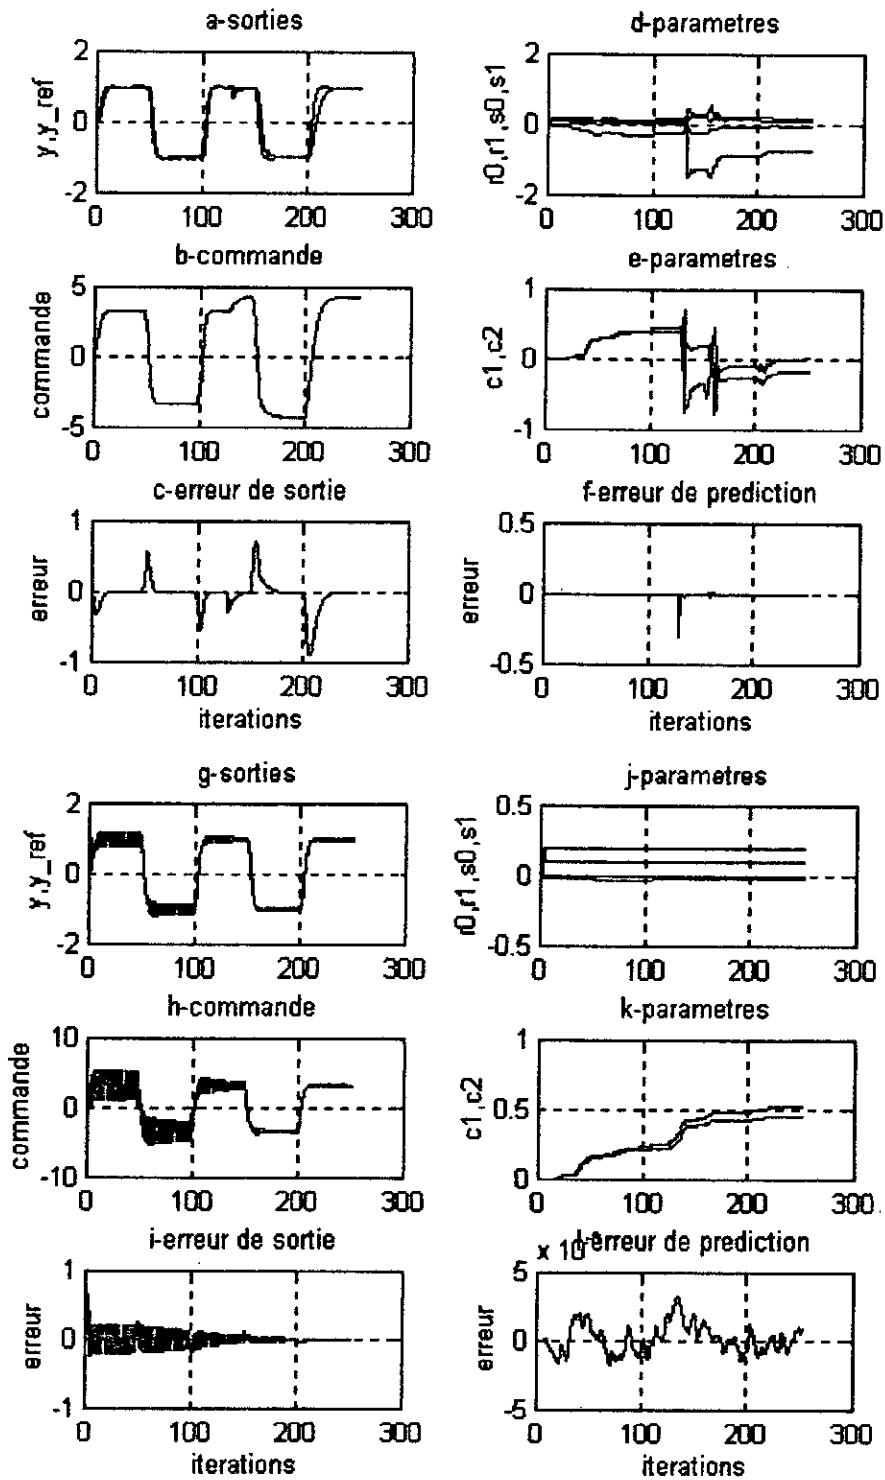 a-sorties
y,y_ref
2
0
-2
0 100 200 300
b-commande
commande
5
0
-5
0 100 200 300
c-erreur de sortie
erreur
1
0
-1
0 100 200 300
iterations
d-parametres
r0,r1,s0,s1
2
0
-2
0 100 200 300
e-parametres
c1,c2
1
0
-1
0 100 200 300
f-erreur de prediction
erreur
0.5
0
-0.5
0 100 200 300
iterations
g-sorties
y,y_ref
2
0
-2
0 100 200 300
h-commande
commande
10
0
-10
0 100 200 300
i-erreur de sortie
erreur
1
0
-1
0 100 200 300
iterations
j-parametres
r0,r1,s0,s1
0.5
0
-0.5
0 100 200 300
k-parametres
c1,c2
1
0.5
0
0 100 200 300
x 10
-erreur de prediction
erreur
5
0
-5
0 100 200 300
iterations